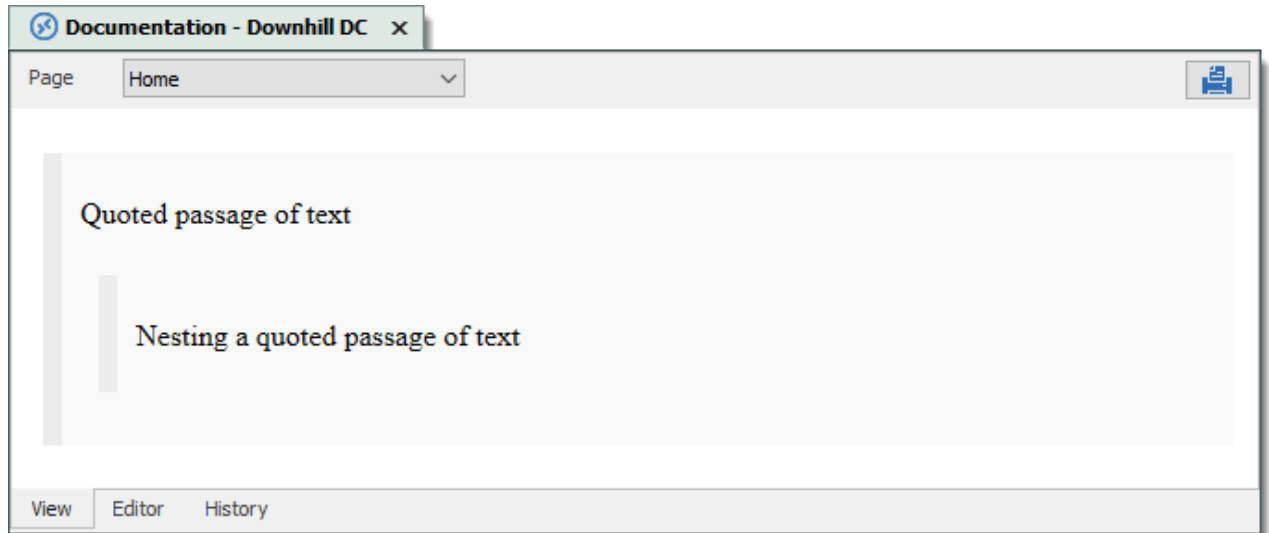 Documentation - Downhill DC
Page Home
Quoted passage of text
Nesting a quoted passage of text
View Editor History